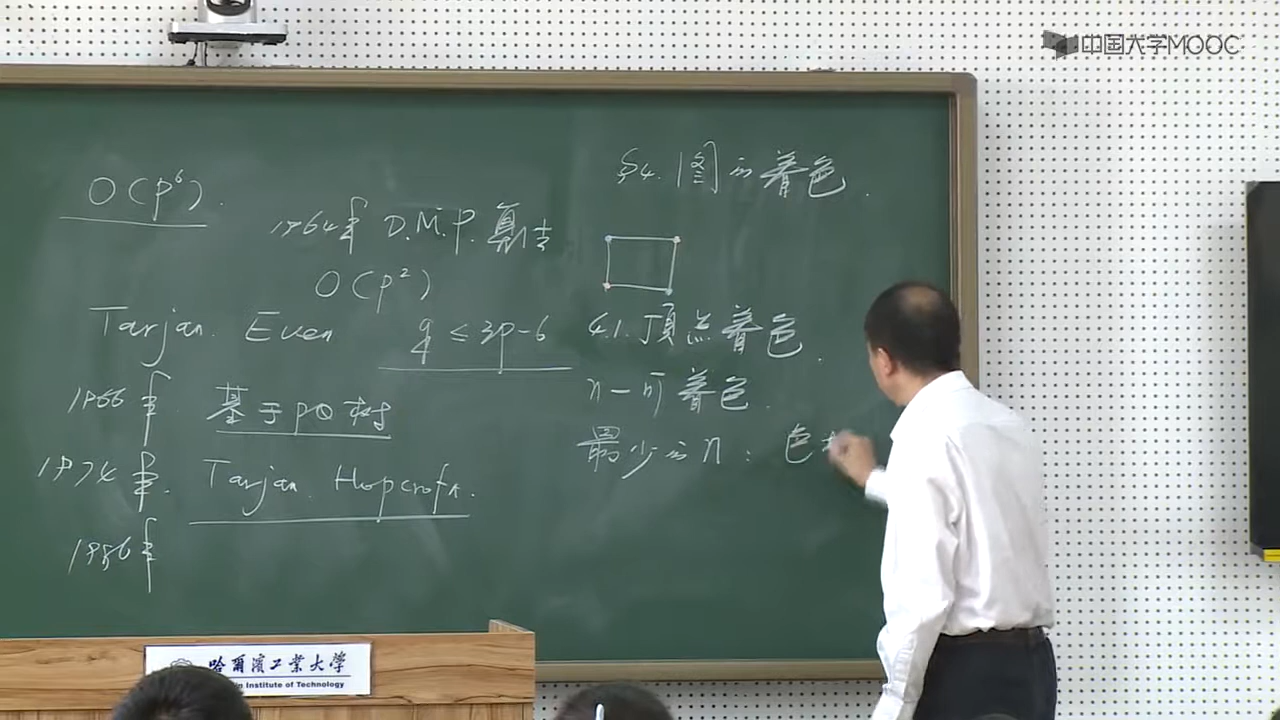 中国大学MOOC
O(p⁶).
1964年 D.M.P. 算法
O(p²)
Tarjan. Even q ≤ 3p-6
1966年 基于PQ树
1974年. Tarjan. Hopcroft.
1986年
§4. 图的着色.
4.1. 顶点着色.
n-可着色.
最少的n: 色
哈尔滨工业大学
in Institute of Technology